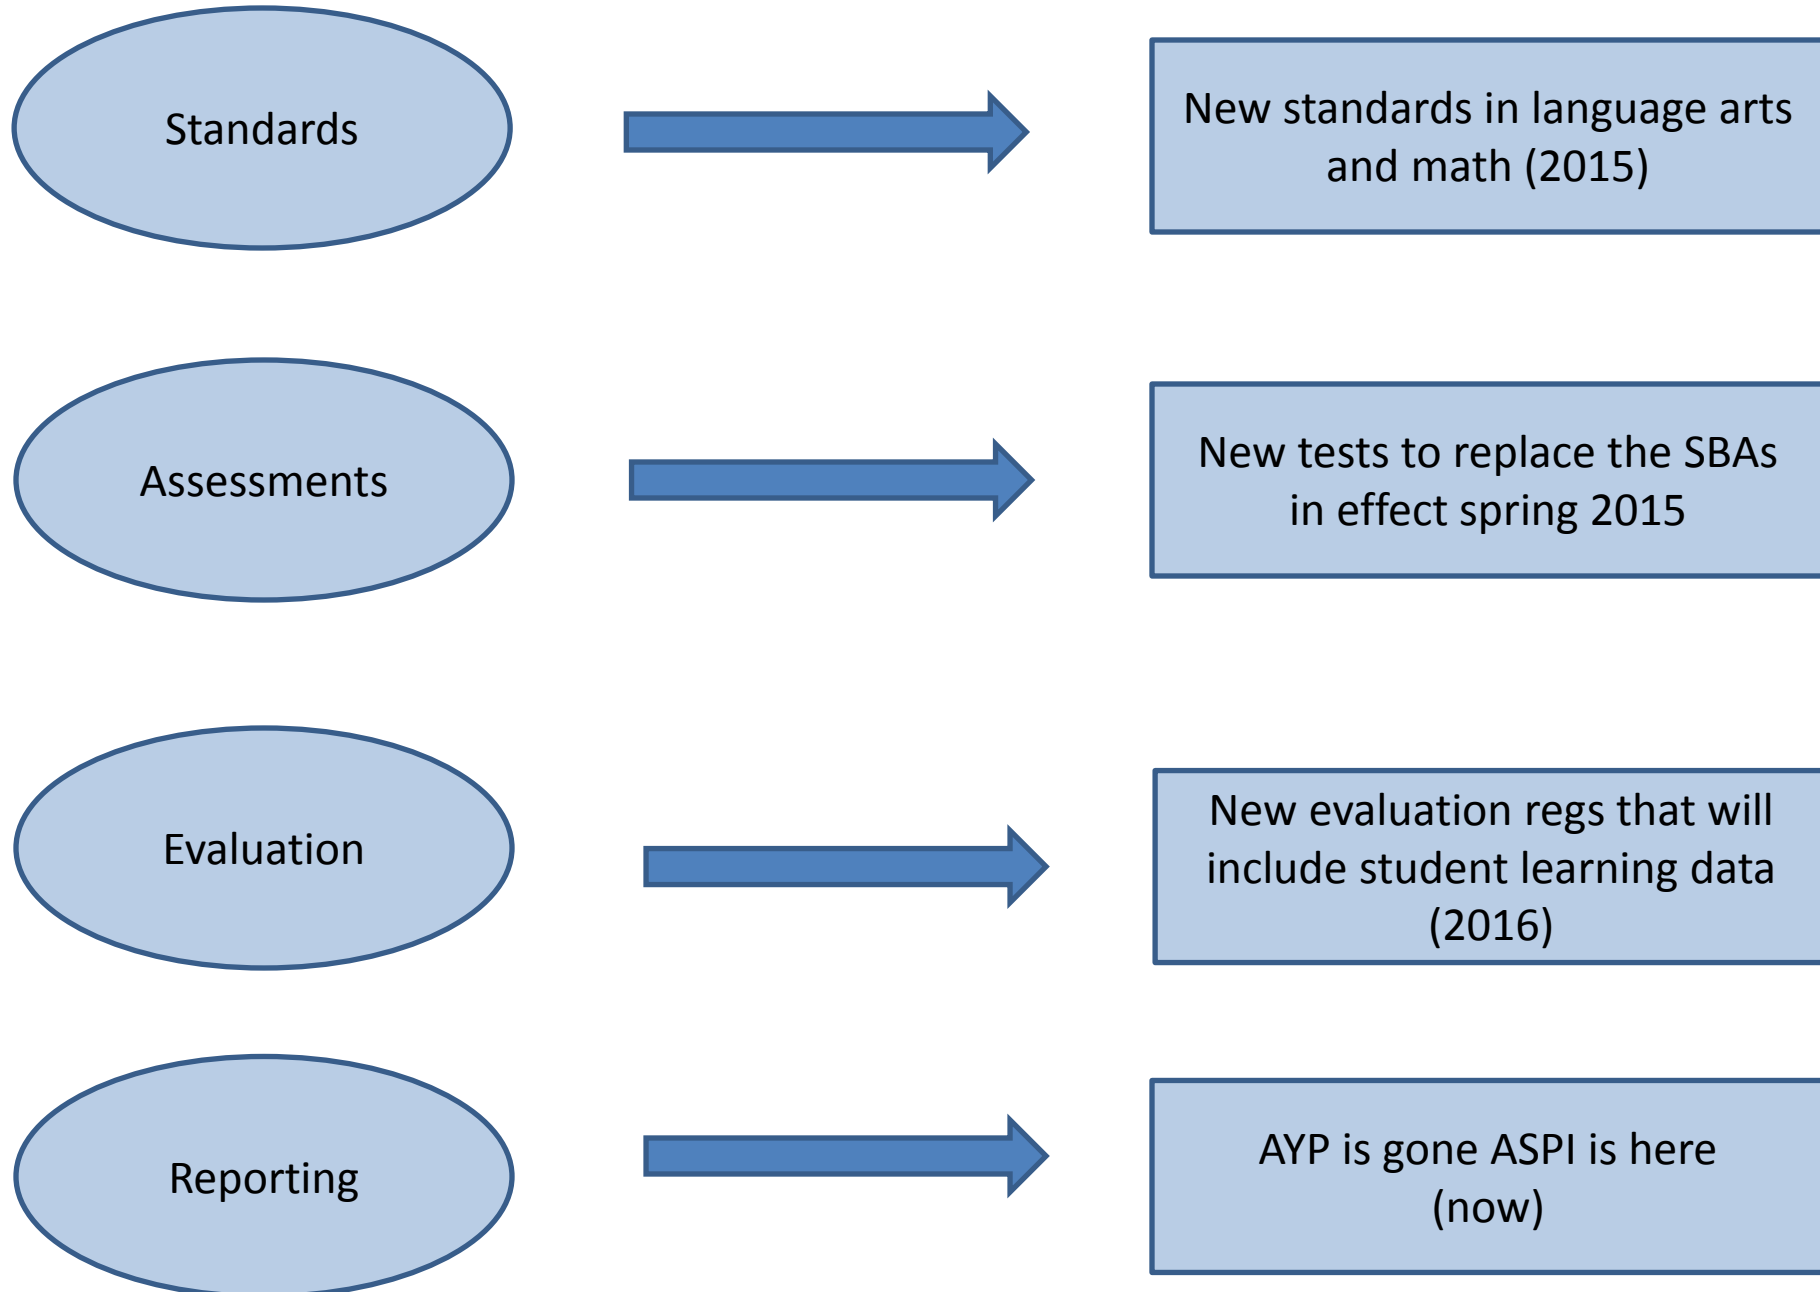 Standards
New standards in language arts
and math (2015)
Assessments
New tests to replace the SBAs
in effect spring 2015
Evaluation
New evaluation regs that will
include student learning data
(2016)
Reporting
AYP is gone ASPI is here
(now)